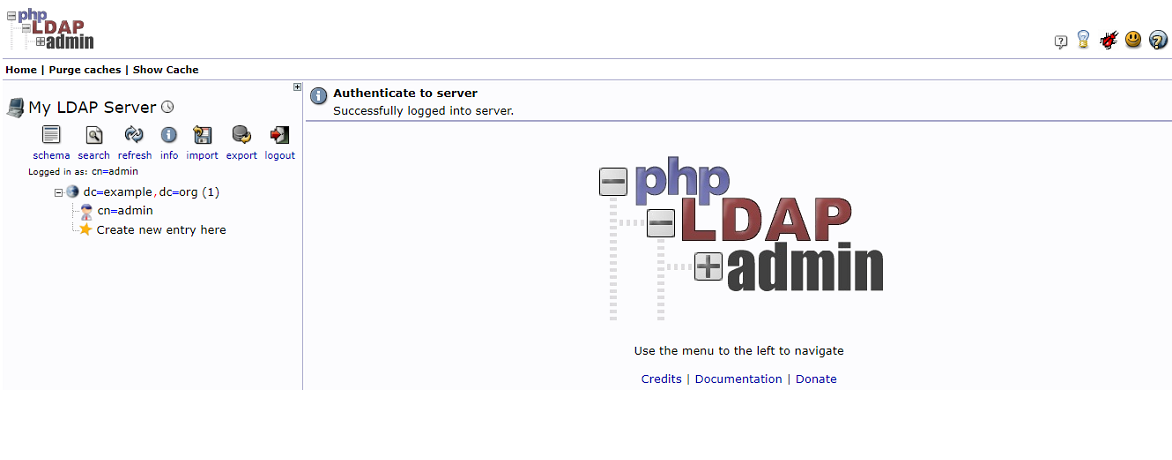 php
LDAP
admin
Home | Purge caches | Show Cache
My LDAP Server
schema search refresh info import export logout
Logged in as: cn=admin
dc=example, dc=org (1)
cn=admin
Create new entry here
Authenticate to server
Successfully logged into server.
php
LDAP
admin
Use the menu to the left to navigate
Credits | Documentation | Donate